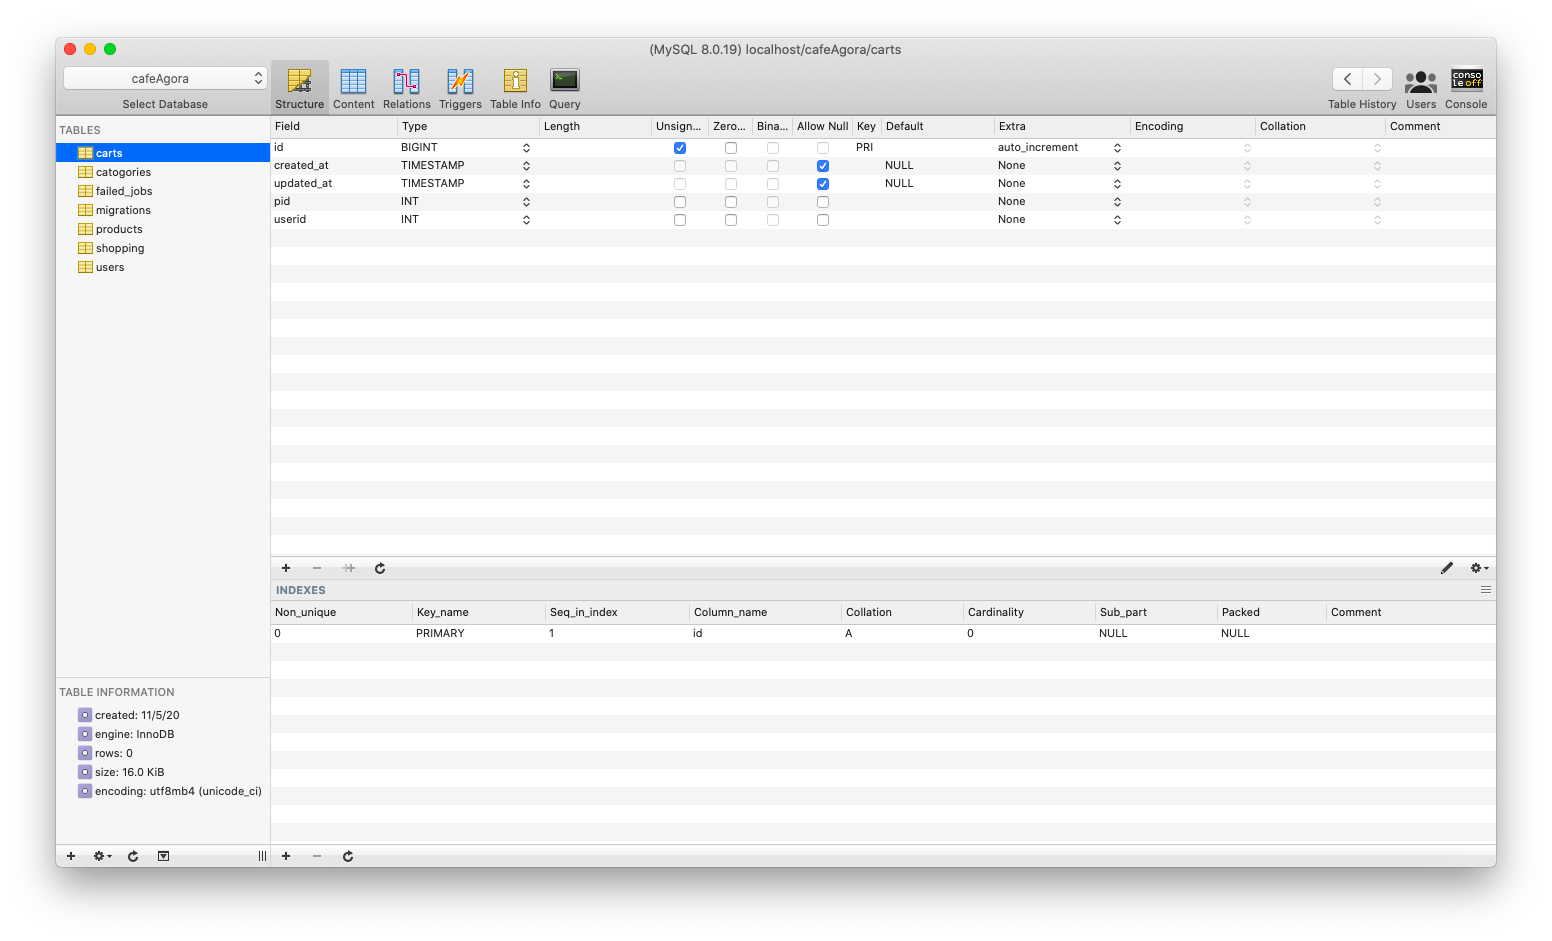 (MySQL 8.0.19) localhost/cafeAgora/carts
cafeAgora
Select Database
Structure Content Relations Triggers Table Info Query
conso
leoff
Table History Users Console
TABLES
carts
catogories
failed_jobs
migrations
products
shopping
users
Field Type Length Unsign... Zero... Bina... Allow Null Key Default Extra Encoding Collation Comment
id BIGINT PRI auto_increment
created_at TIMESTAMP NULL None
updated_at TIMESTAMP NULL None
pid INT None
userid INT None
INDEXES
Non_unique Key_name Seq_in_index Column_name Collation Cardinality Sub_part Packed Comment
0 PRIMARY 1 id A 0 NULL NULL
TABLE INFORMATION
created: 11/5/20
engine: InnoDB
rows: 0
size: 16.0 KiB
encoding: utf8mb4 (unicode_ci)